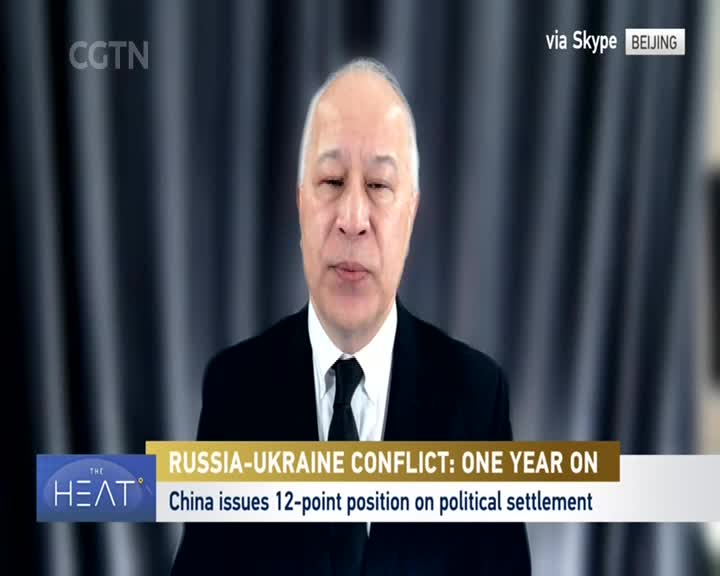 CGTN
via Skype BEIJING
RUSSIA-UKRAINE CONFLICT: ONE YEAR ON
THE
HEAT
China issues 12-point position on political settlement